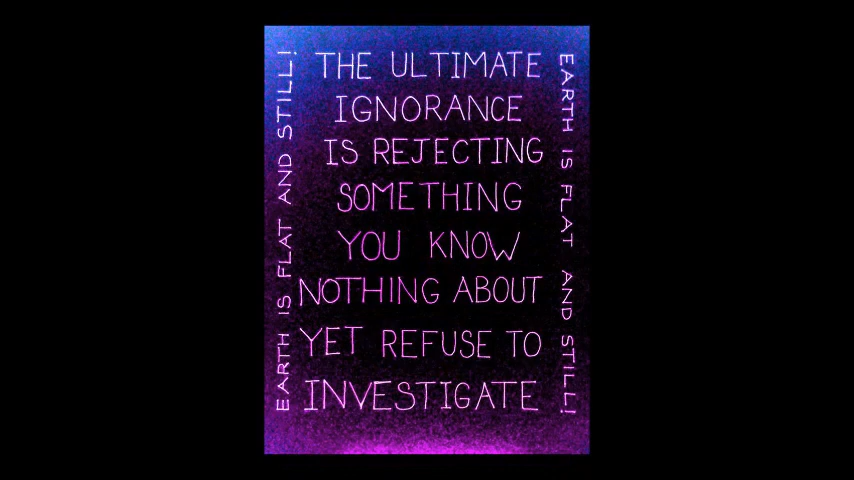 THE ULTIMATE
IGNORANCE
IS REJECTING
SOMETHING
YOU KNOW
NOTHING ABOUT
YET REFUSE TO
INVESTIGATE
EARTH IS FLAT AND STILL!
EARTH IS FLAT AND STILL!